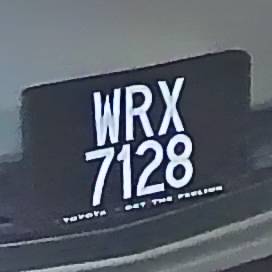 WRX
7128
TOYOTA - GET THE FEELING